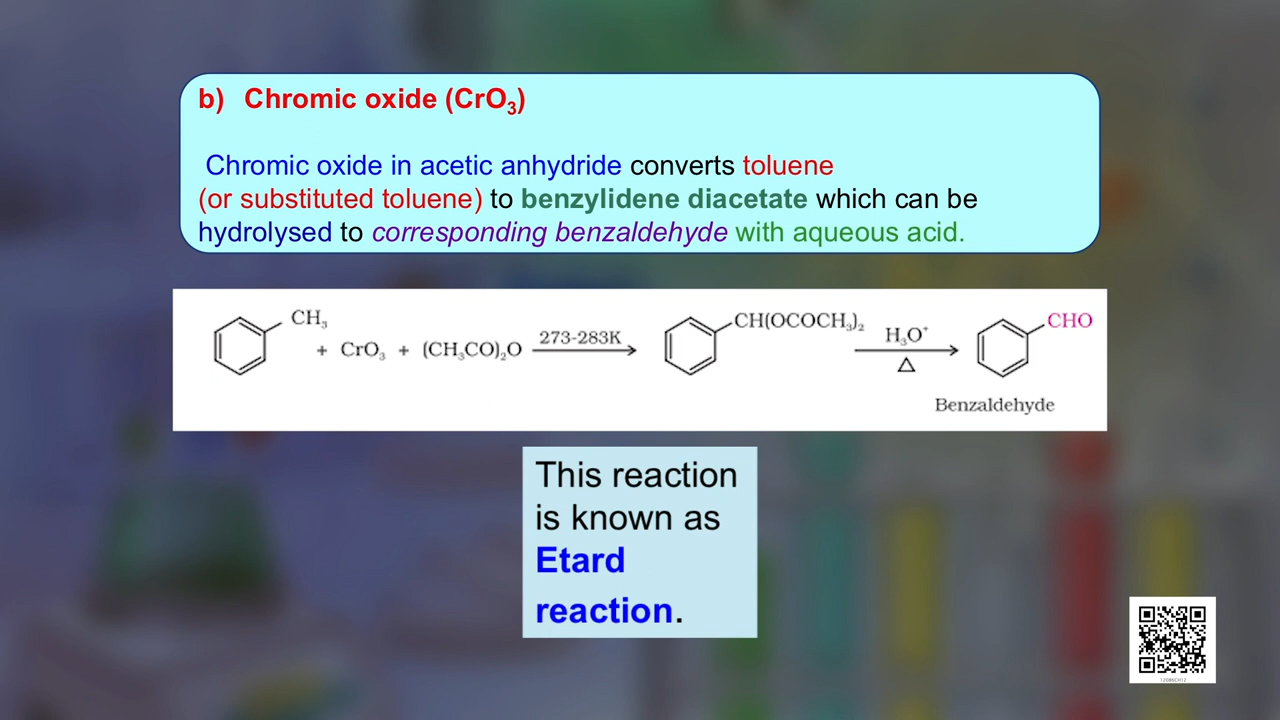 b) Chromic oxide (CrO₃)
Chromic oxide in acetic anhydride converts toluene
(or substituted toluene) to benzylidene diacetate which can be
hydrolysed to corresponding benzaldehyde with aqueous acid.
CH₃ + CrO₃ + (CH₃CO)₂O 273-283K CH(OCOCH₃)₂ H₃O⁺ △ CHO
Benzaldehyde
This reaction
is known as
Etard
reaction.